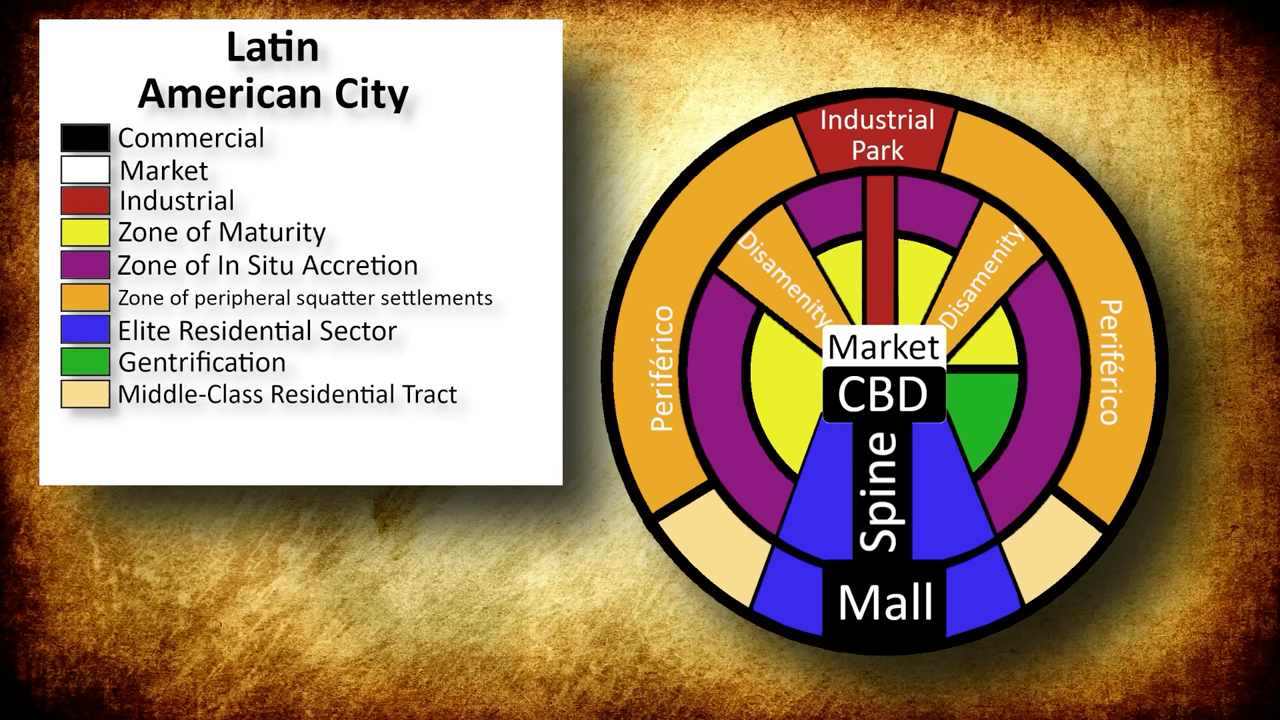 Latin
American City
Commercial
Market
Industrial
Zone of Maturity
Zone of In Situ Accretion
Zone of peripheral squatter settlements
Elite Residential Sector
Gentrification
Middle-Class Residential Tract
Industrial
Park
Disamenity
Disamenity
Periférico
Periférico
Market
CBD
Spine
Mall